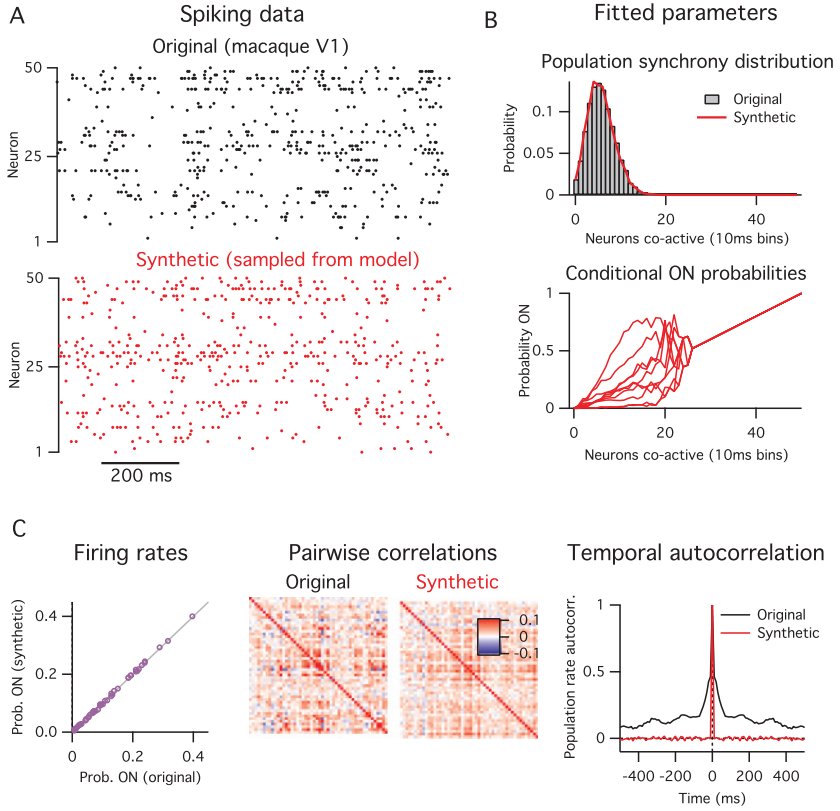 A
Spiking data
Original (macaque V1)
50
25
1
Neuron
Synthetic (sampled from model)
50
25
1
Neuron
200 ms
B
Fitted parameters
Population synchrony distribution
Original
Synthetic
0.1
0.05
0
Probability
0 20 40
Neurons co-active (10ms bins)
Conditional ON probabilities
1
0.5
0
Probability ON
0 20 40
Neurons co-active (10ms bins)
C
Firing rates
0.4
0.2
0.0
Prob. ON (synthetic)
0 0.2 0.4
Prob. ON (original)
Pairwise correlations
Original
Synthetic
0.1
0
-0.1
Temporal autocorrelation
Original
Synthetic
1
0.5
0
Population rate autocorr.
-400 -200 0 200 400
Time (ms)